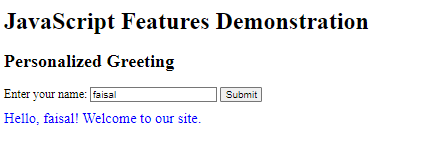 JavaScript Features Demonstration
Personalized Greeting
Enter your name: faisal Submit
Hello, faisal! Welcome to our site.